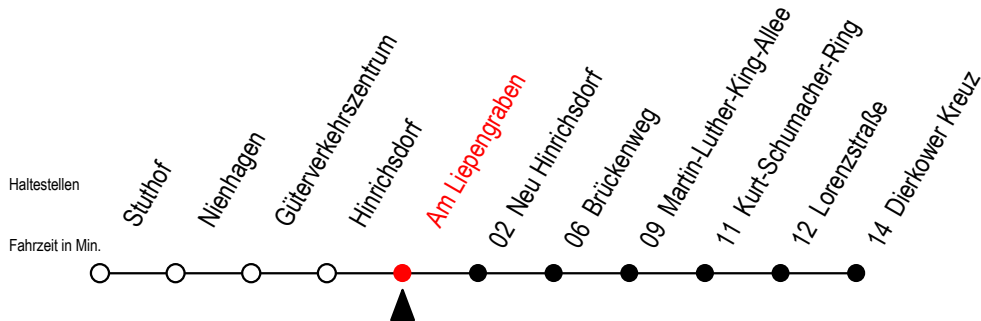 Haltestellen
Fahrzeit in Min.
Stuthof
Nienhagen
Güterverkehrszentrum
Hinrichsdorf
Am Liepengraben
02 Neu Hinrichsdorf
06 Brückenweg
09 Martin-Luther-King-Allee
11 Kurt-Schumacher-Ring
12 Lorenzstraße
14 Dierkower Kreuz